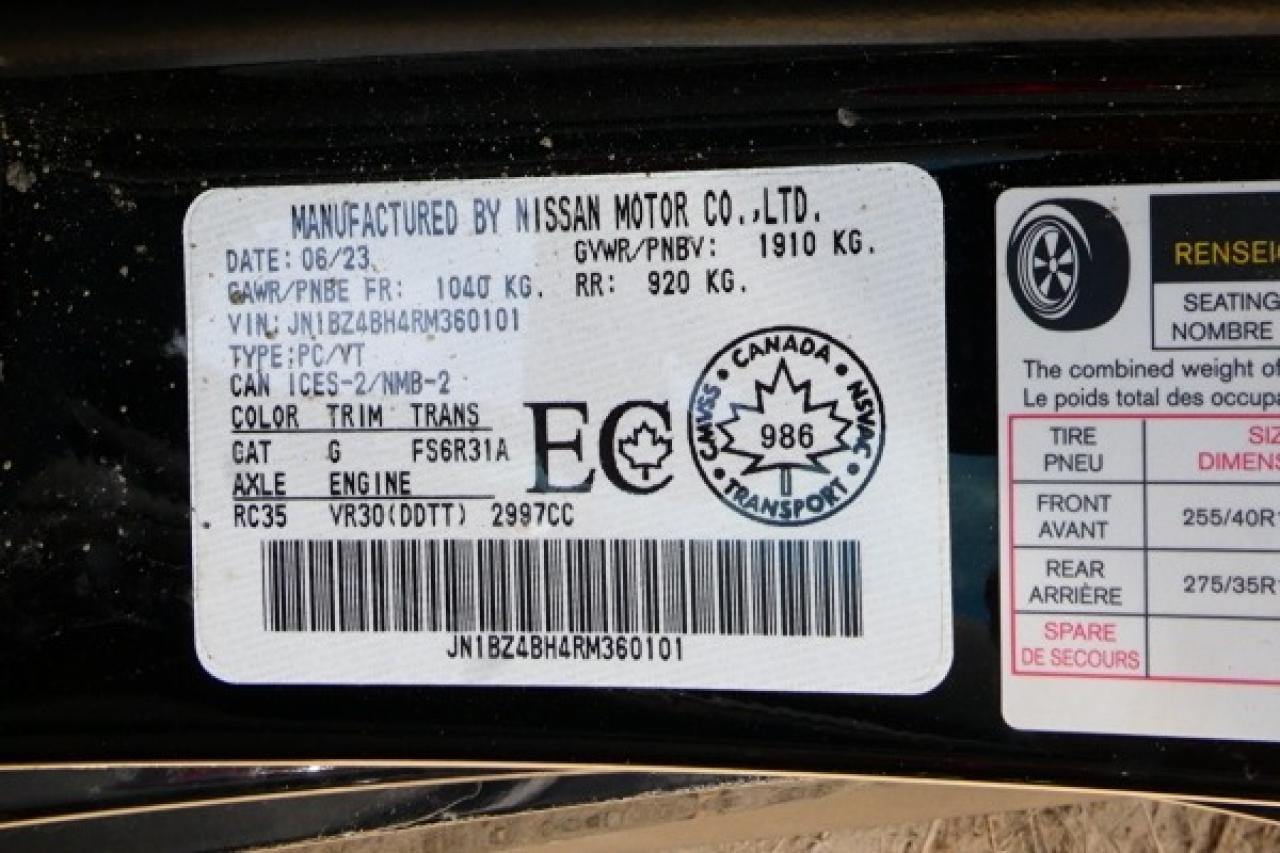 MANUFACTURED BY NISSAN MOTOR CO.,LTD.
DATE: 06/23 GVWR/PNBV: 1910 KG.
GAWR/PNBE FR: 1040 KG. RR: 920 KG.
VIN: JN1BZ4BH4RM360101
TYPE:PC/VT
CAN ICES-2/NMB-2
COLOR TRIM TRANS
GAT G FS6R31A
AXLE ENGINE
RC35 VR30(DDTT) 2997CC
EC
CANADA
CMVSS 986 NSVAC
TRANSPORT
JN1BZ4BH4RM360101
RENSEI
SEATING
NOMBRE
The combined weight of
Le poids total des occupa
TIRE SIZ
PNEU DIMENS
FRONT
AVANT 255/40R1
REAR
ARRIÈRE 275/35R1
SPARE
DE SECOURS